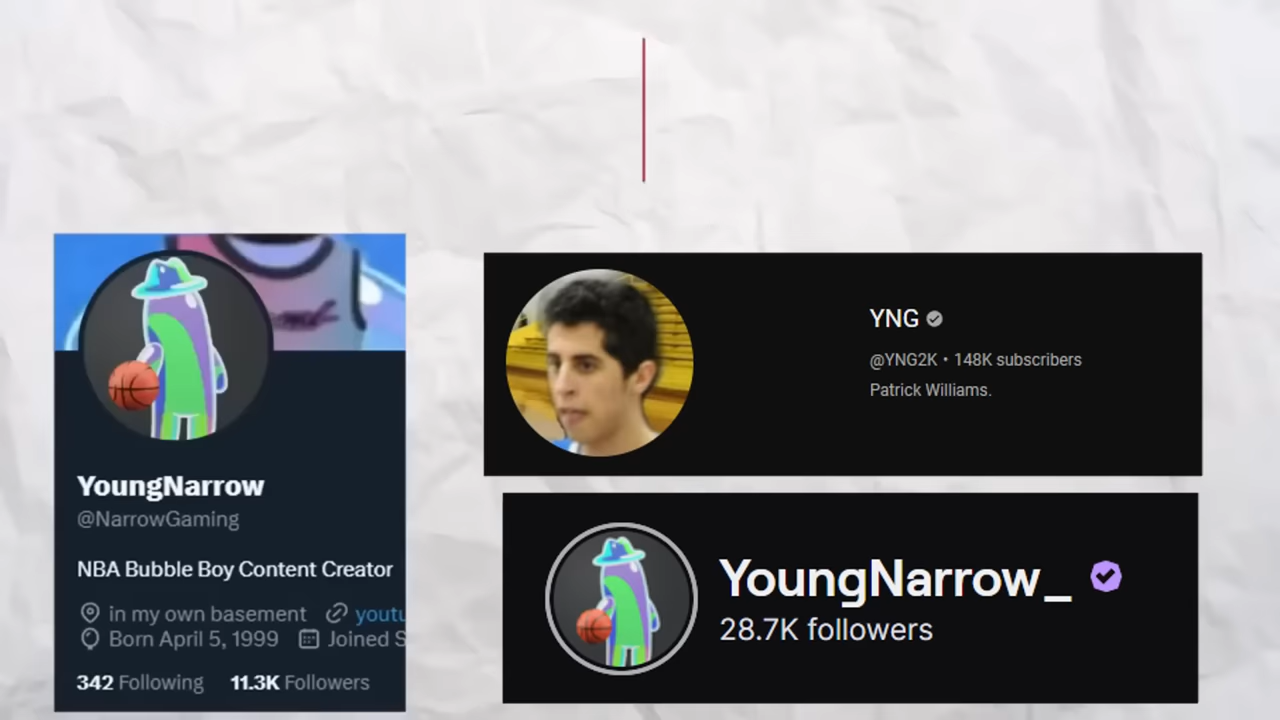 YoungNarrow
@NarrowGaming
NBA Bubble Boy Content Creator
in my own basement
Born April 5, 1999 Joined
342 Following 11.3K Followers
YNG
@YNG2K • 148K subscribers
Patrick Williams.
YoungNarrow_
28.7K followers